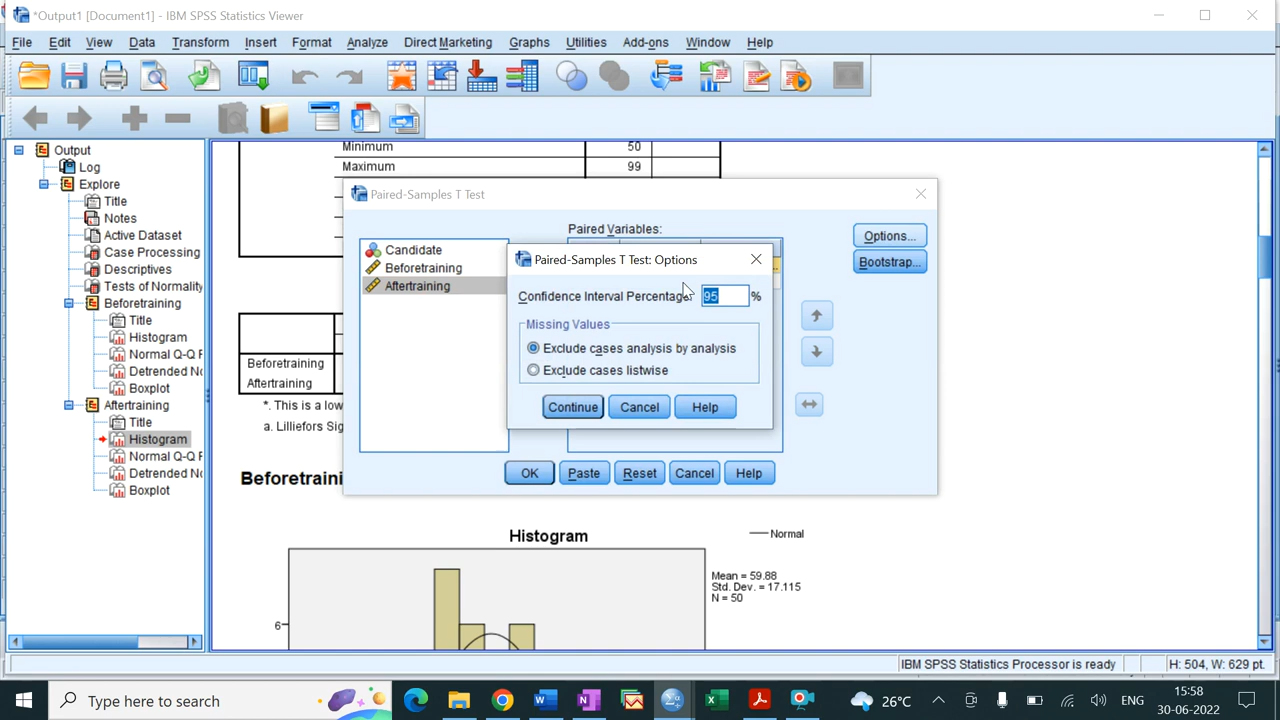 *Output1 [Document1] - IBM SPSS Statistics Viewer
File Edit View Data Transform Insert Format Analyze Direct Marketing Graphs Utilities Add-ons Window Help
Output
Log
Explore
Title
Notes
Active Dataset
Case Processing
Descriptives
Tests of Normality
Beforetraining
Title
Histogram
Normal Q-Q
Detrended
Boxplot
Aftertraining
Title
Histogram
Normal Q-Q
Detrended
Boxplot
Minimum 50
Maximum 99
Paired-Samples T Test
Paired Variables:
Candidate
Beforetraining
Aftertraining
Options...
Bootstrap...
Paired-Samples T Test: Options
Confidence Interval Percentage: 95 %
Missing Values
Exclude cases analysis by analysis
Exclude cases listwise
Continue Cancel Help
OK Paste Reset Cancel Help
Beforetraining
Aftertraining
*. This is a low
a. Lilliefors Sig
Beforetraini
Histogram
Normal
Mean = 59.88
Std. Dev. = 17.115
N = 50
6
IBM SPSS Statistics Processor is ready H: 504, W: 629 pt.
Type here to search
26°C
ENG
15:58
30-06-2022